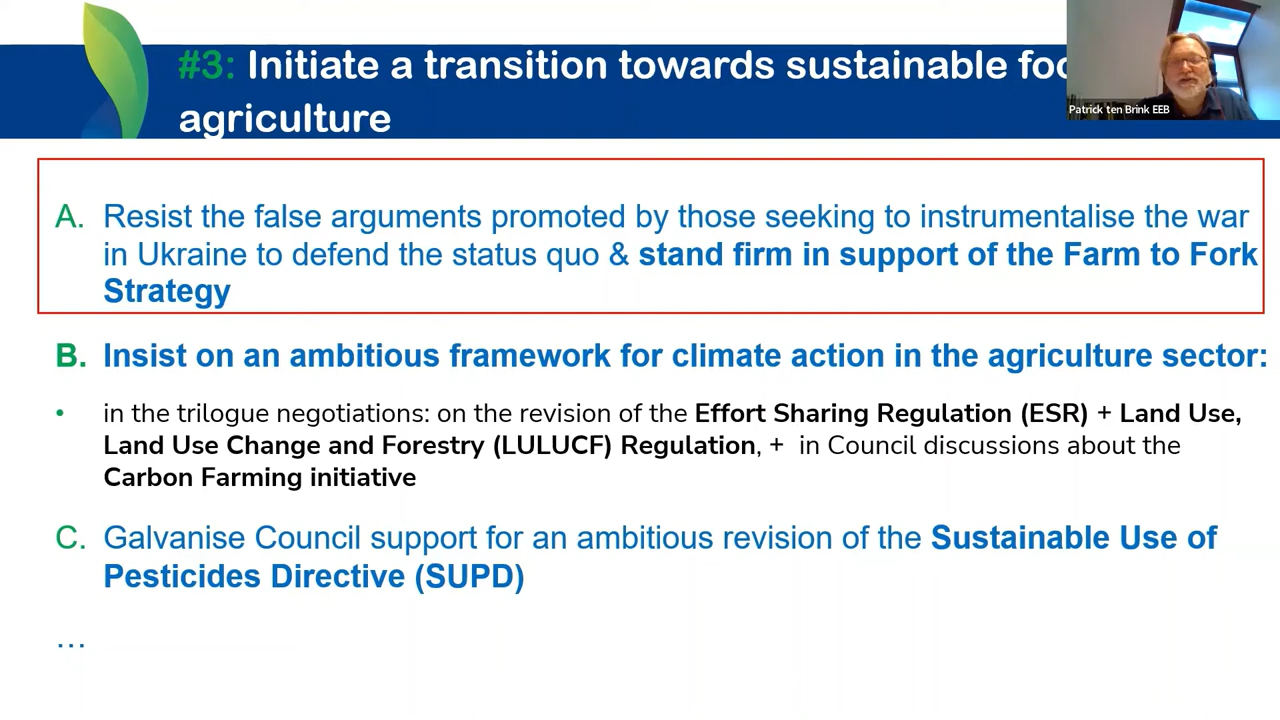 #3: Initiate a transition towards sustainable
agriculture
Patrick ten Brink EEB
A. Resist the false arguments promoted by those seeking to instrumentalise the war
in Ukraine to defend the status quo & stand firm in support of the Farm to Fork
Strategy
B. Insist on an ambitious framework for climate action in the agriculture sector:
• in the trilogue negotiations: on the revision of the Effort Sharing Regulation (ESR) + Land Use,
Land Use Change and Forestry (LULUCF) Regulation, + in Council discussions about the
Carbon Farming initiative
C. Galvanise Council support for an ambitious revision of the Sustainable Use of
Pesticides Directive (SUPD)
...